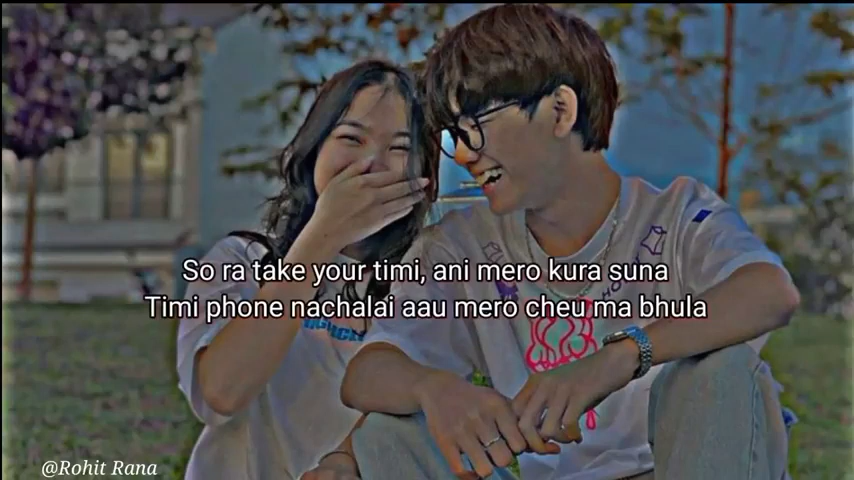 So ra take your timi, ani mero kura suna
Timi phone nachalai aau mero cheu ma bhula
@Rohit Rana